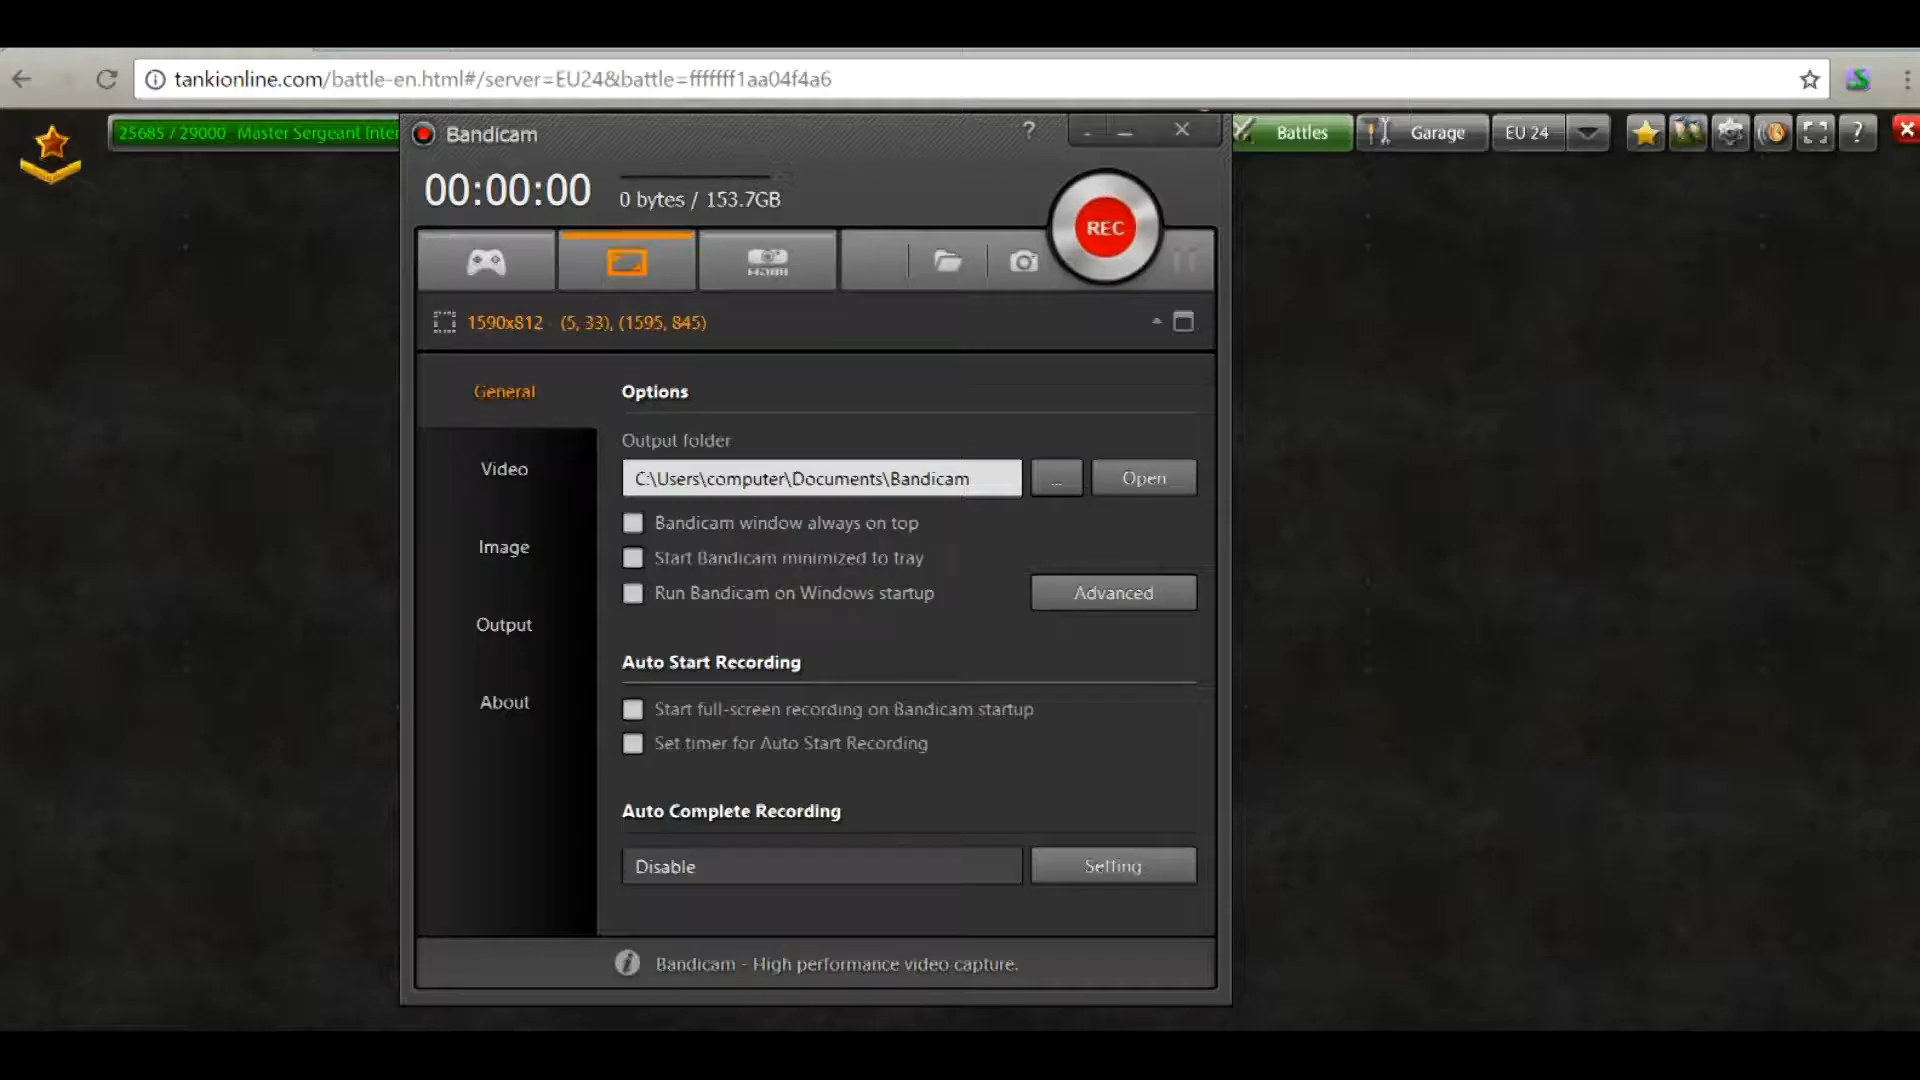 tankionline.com/battle-en.html#/server=EU24&battle=fffffff1aa04f4a6
25685 / 29000 Master Sergeant
Bandicam
?
Battles
Garage
EU 24
?
00:00:00
0 bytes / 153.7GB
REC
HDMI
1590x812 (5, 33), (1595, 845)
General
Video
Image
Output
About
Options
Output folder
C:\Users\computer\Documents\Bandicam
...
Open
Bandicam window always on top
Start Bandicam minimized to tray
Run Bandicam on Windows startup
Advanced
Auto Start Recording
Start full-screen recording on Bandicam startup
Set timer for Auto Start Recording
Auto Complete Recording
Disable
Setting
Bandicam - High performance video capture.